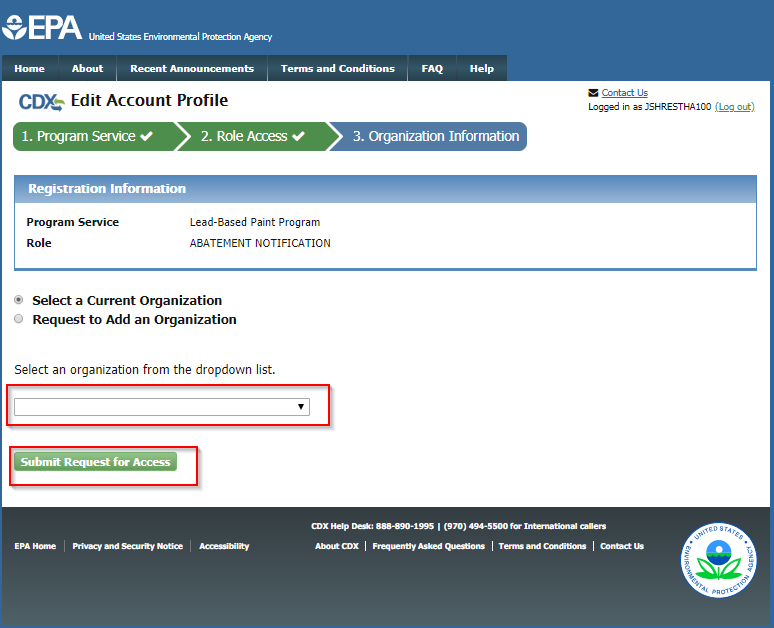 EPA United States Environmental Protection Agency
Home About Recent Announcements Terms and Conditions FAQ Help
CDX Edit Account Profile
Contact Us
Logged in as JSHRESTHA100 (Log out)
1. Program Service 2. Role Access 3. Organization Information
Registration Information
Program Service Lead-Based Paint Program
Role ABATEMENT NOTIFICATION
Select a Current Organization
Request to Add an Organization
Select an organization from the dropdown list.
Submit Request for Access
CDX Help Desk: 888-890-1995 | (970) 494-5500 for International callers
EPA Home Privacy and Security Notice Accessibility About CDX Frequently Asked Questions Terms and Conditions Contact Us
UNITED STATES
ENVIRONMENTAL PROTECTION AGENCY